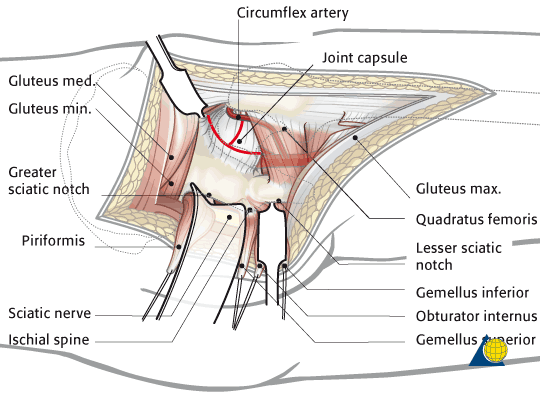 Circumflex artery
Joint capsule
Gluteus med.
Gluteus min.
Greater
sciatic notch
Piriformis
Sciatic nerve
Ischial spine
Gluteus max.
Quadratus femoris
Lesser sciatic
notch
Gemellus inferior
Obturator internus
Gemellus superior